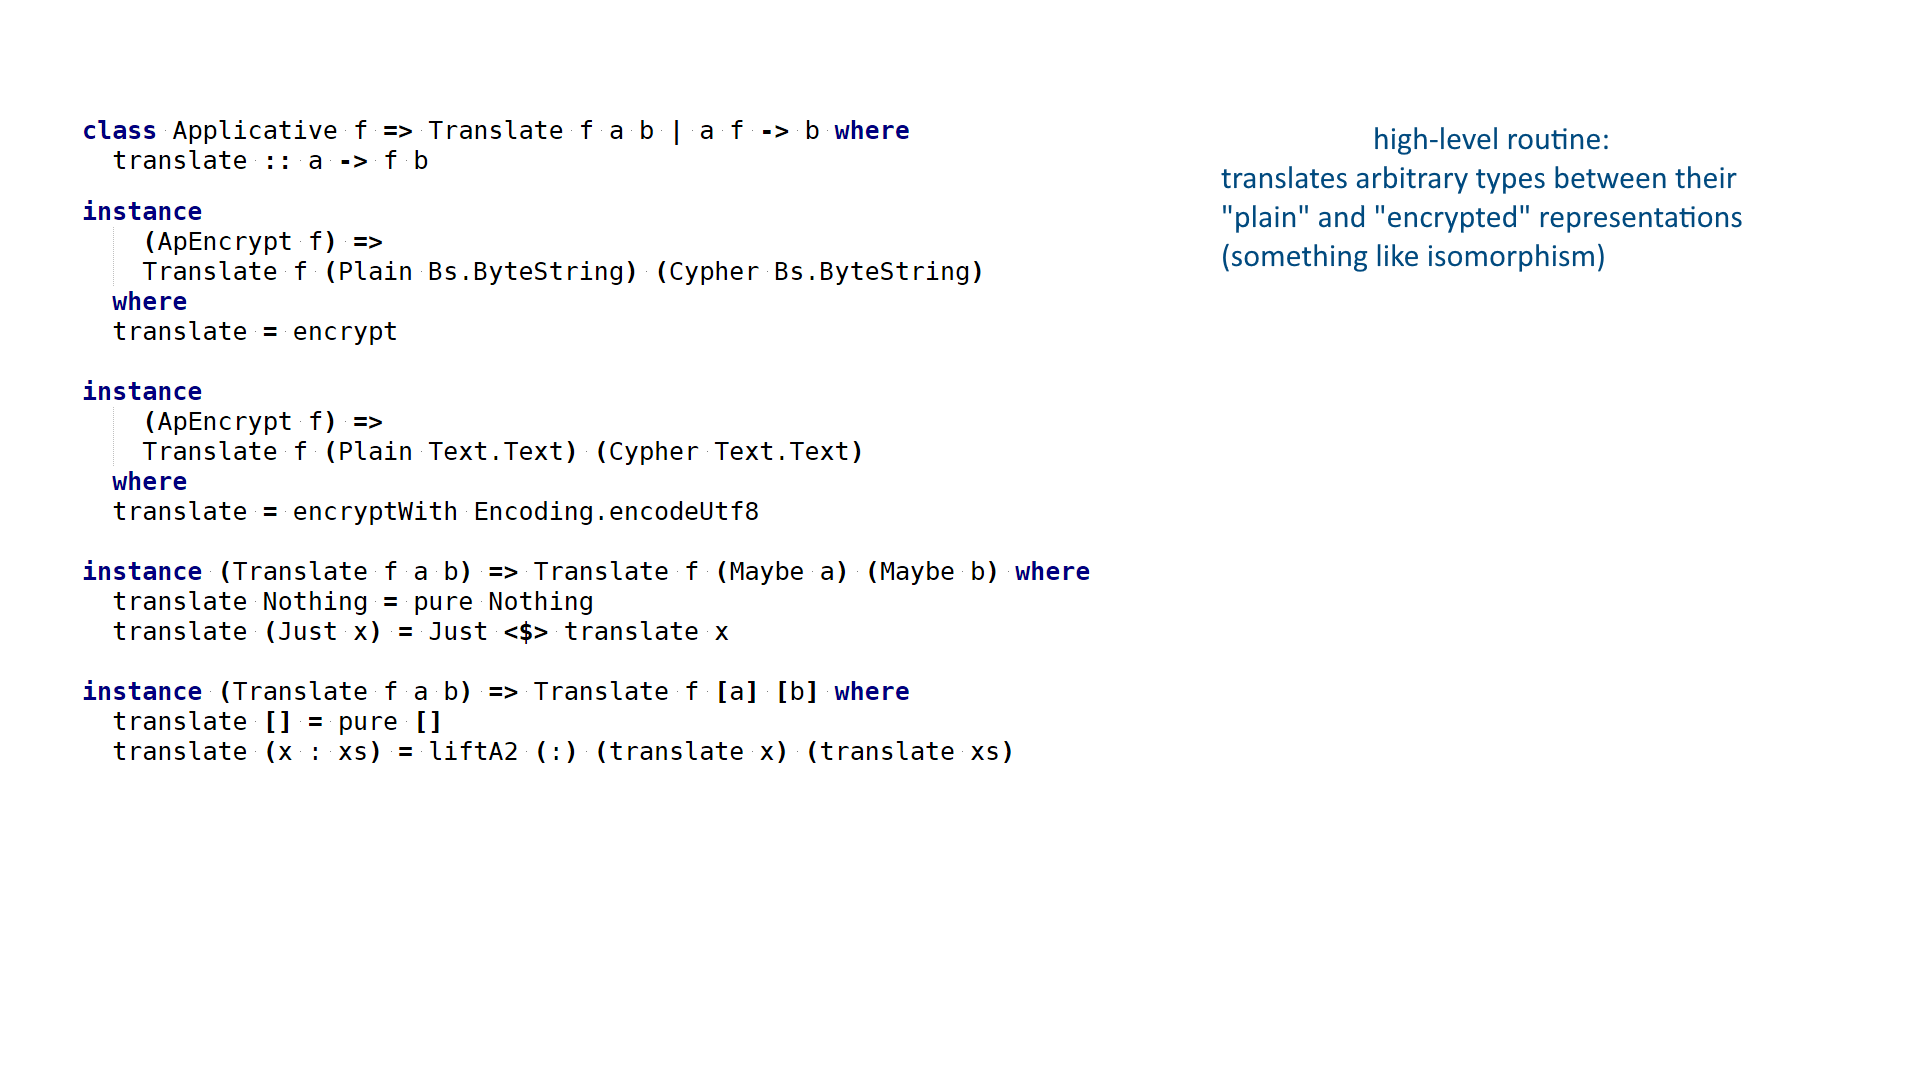 class Applicative f => Translate f a b | a f -> b where
  translate :: a -> f b
instance
    (ApEncrypt f) =>
    Translate f (Plain Bs.ByteString) (Cypher Bs.ByteString)
  where
  translate = encrypt
instance
    (ApEncrypt f) =>
    Translate f (Plain Text.Text) (Cypher Text.Text)
  where
  translate = encryptWith Encoding.encodeUtf8
instance (Translate f a b) => Translate f (Maybe a) (Maybe b) where
  translate Nothing = pure Nothing
  translate (Just x) = Just <$> translate x
instance (Translate f a b) => Translate f [a] [b] where
  translate [] = pure []
  translate (x : xs) = liftA2 (:) (translate x) (translate xs)
high-level routine:
translates arbitrary types between their
"plain" and "encrypted" representations
(something like isomorphism)